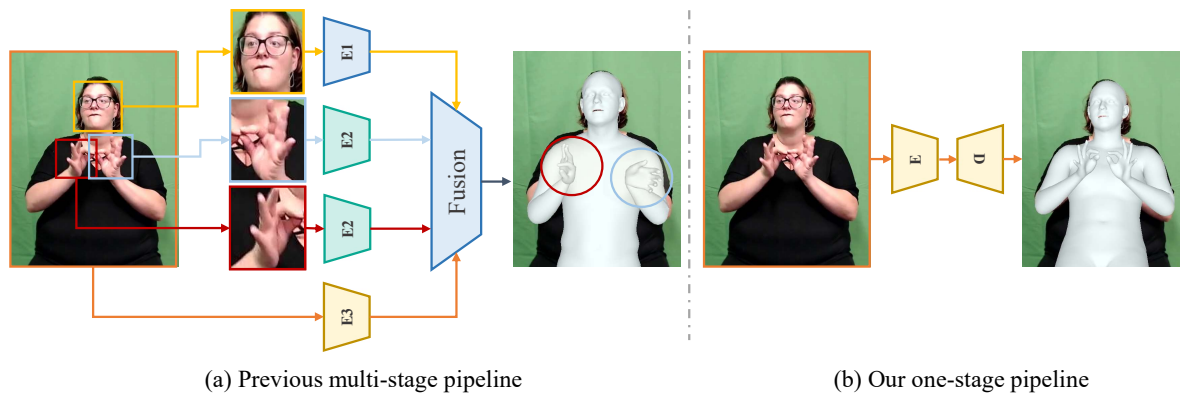 E1
E2
E2
E3
Fusion
E
D
(a) Previous multi-stage pipeline
(b) Our one-stage pipeline